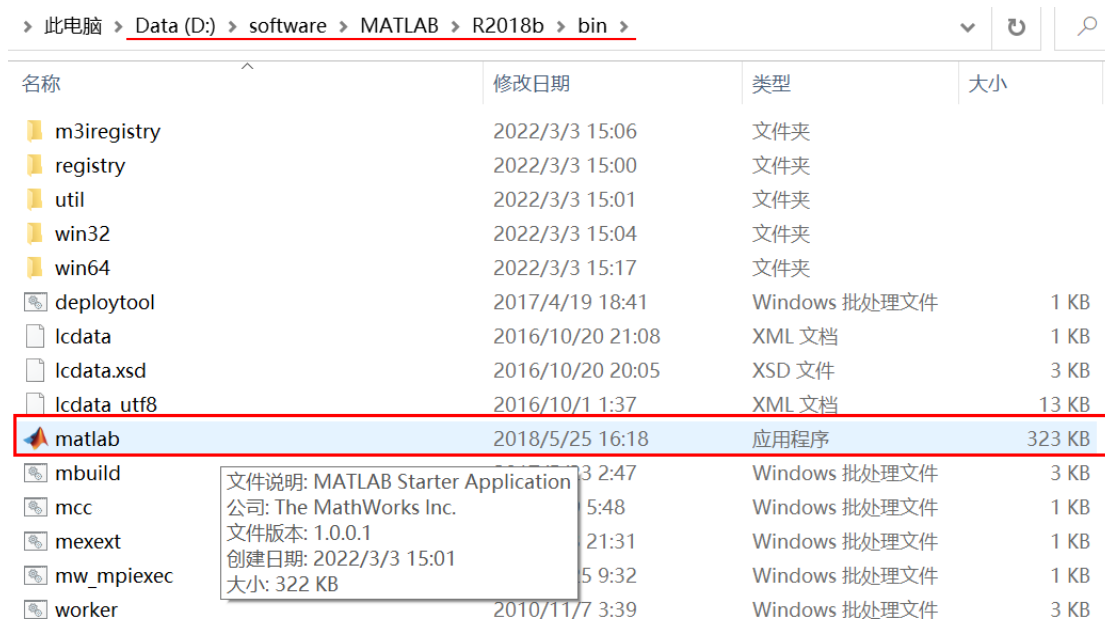 此电脑 > Data (D:) > software > MATLAB > R2018b > bin >
名称 修改日期 类型 大小
m3iregistry 2022/3/3 15:06 文件夹
registry 2022/3/3 15:00 文件夹
util 2022/3/3 15:01 文件夹
win32 2022/3/3 15:04 文件夹
win64 2022/3/3 15:17 文件夹
deploytool 2017/4/19 18:41 Windows 批处理文件 1 KB
lcdata 2016/10/20 21:08 XML 文档 1 KB
lcdata.xsd 2016/10/20 20:05 XSD 文件 3 KB
lcdata_utf8 2016/10/1 1:37 XML 文档 13 KB
matlab 2018/5/25 16:18 应用程序 323 KB
mbuild 2:47 Windows 批处理文件 3 KB
文件说明: MATLAB Starter Application
mcc 5:48 Windows 批处理文件 1 KB
公司: The MathWorks Inc.
文件版本: 1.0.0.1
mexext 21:31 Windows 批处理文件 1 KB
创建日期: 2022/3/3 15:01
mw_mpiexec 9:32 Windows 批处理文件 1 KB
大小: 322 KB
worker 2010/11/7 3:39 Windows 批处理文件 3 KB